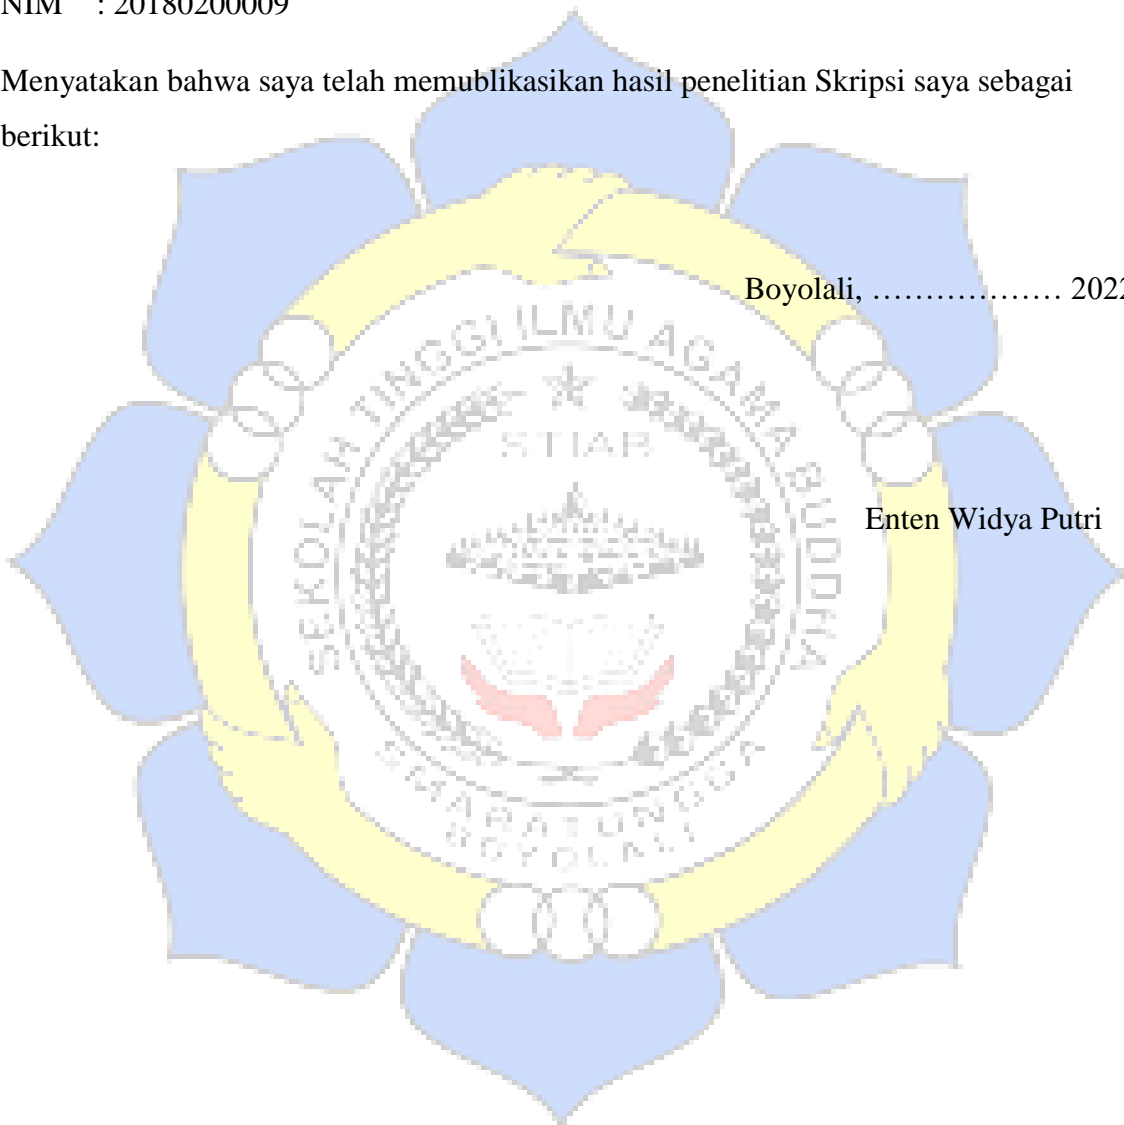 NIM : 20180200009
Menyatakan bahwa saya telah memublikasikan hasil penelitian Skripsi saya sebagai
berikut:
Boyolali, ……………… 2022
SEKOLAH TINGGI ILMU AGAMA BUDDHA
STIAB
Enten Widya Putri
SMARATUNGGA
BOYOLALI